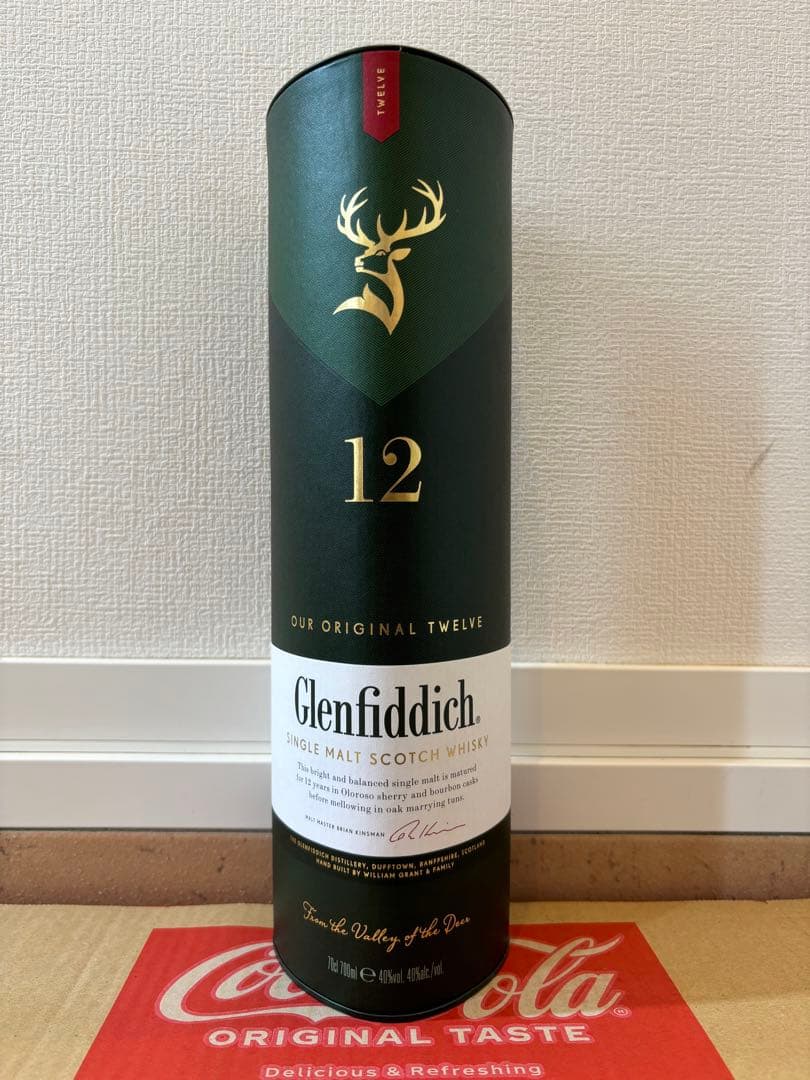 TWELVE
12
OUR ORIGINAL TWELVE
Glenfiddich®
SINGLE MALT SCOTCH WHISKY
This bright and balanced single malt is matured
for 12 years in Oloroso sherry and bourbon casks
before mellowing in oak marrying tuns.
MALT MASTER BRIAN KINSMAN
THE GLENFIDDICH DISTILLERY, DUFFTOWN, BANFFSHIRE, SCOTLAND
HAND BUILT BY WILLIAM GRANT & FAMILY
From the Valley of the Deer
70cl 700ml ℮ 40%vol. 40%alc./vol.
Coca-Cola®
ORIGINAL TASTE
Delicious & Refreshing